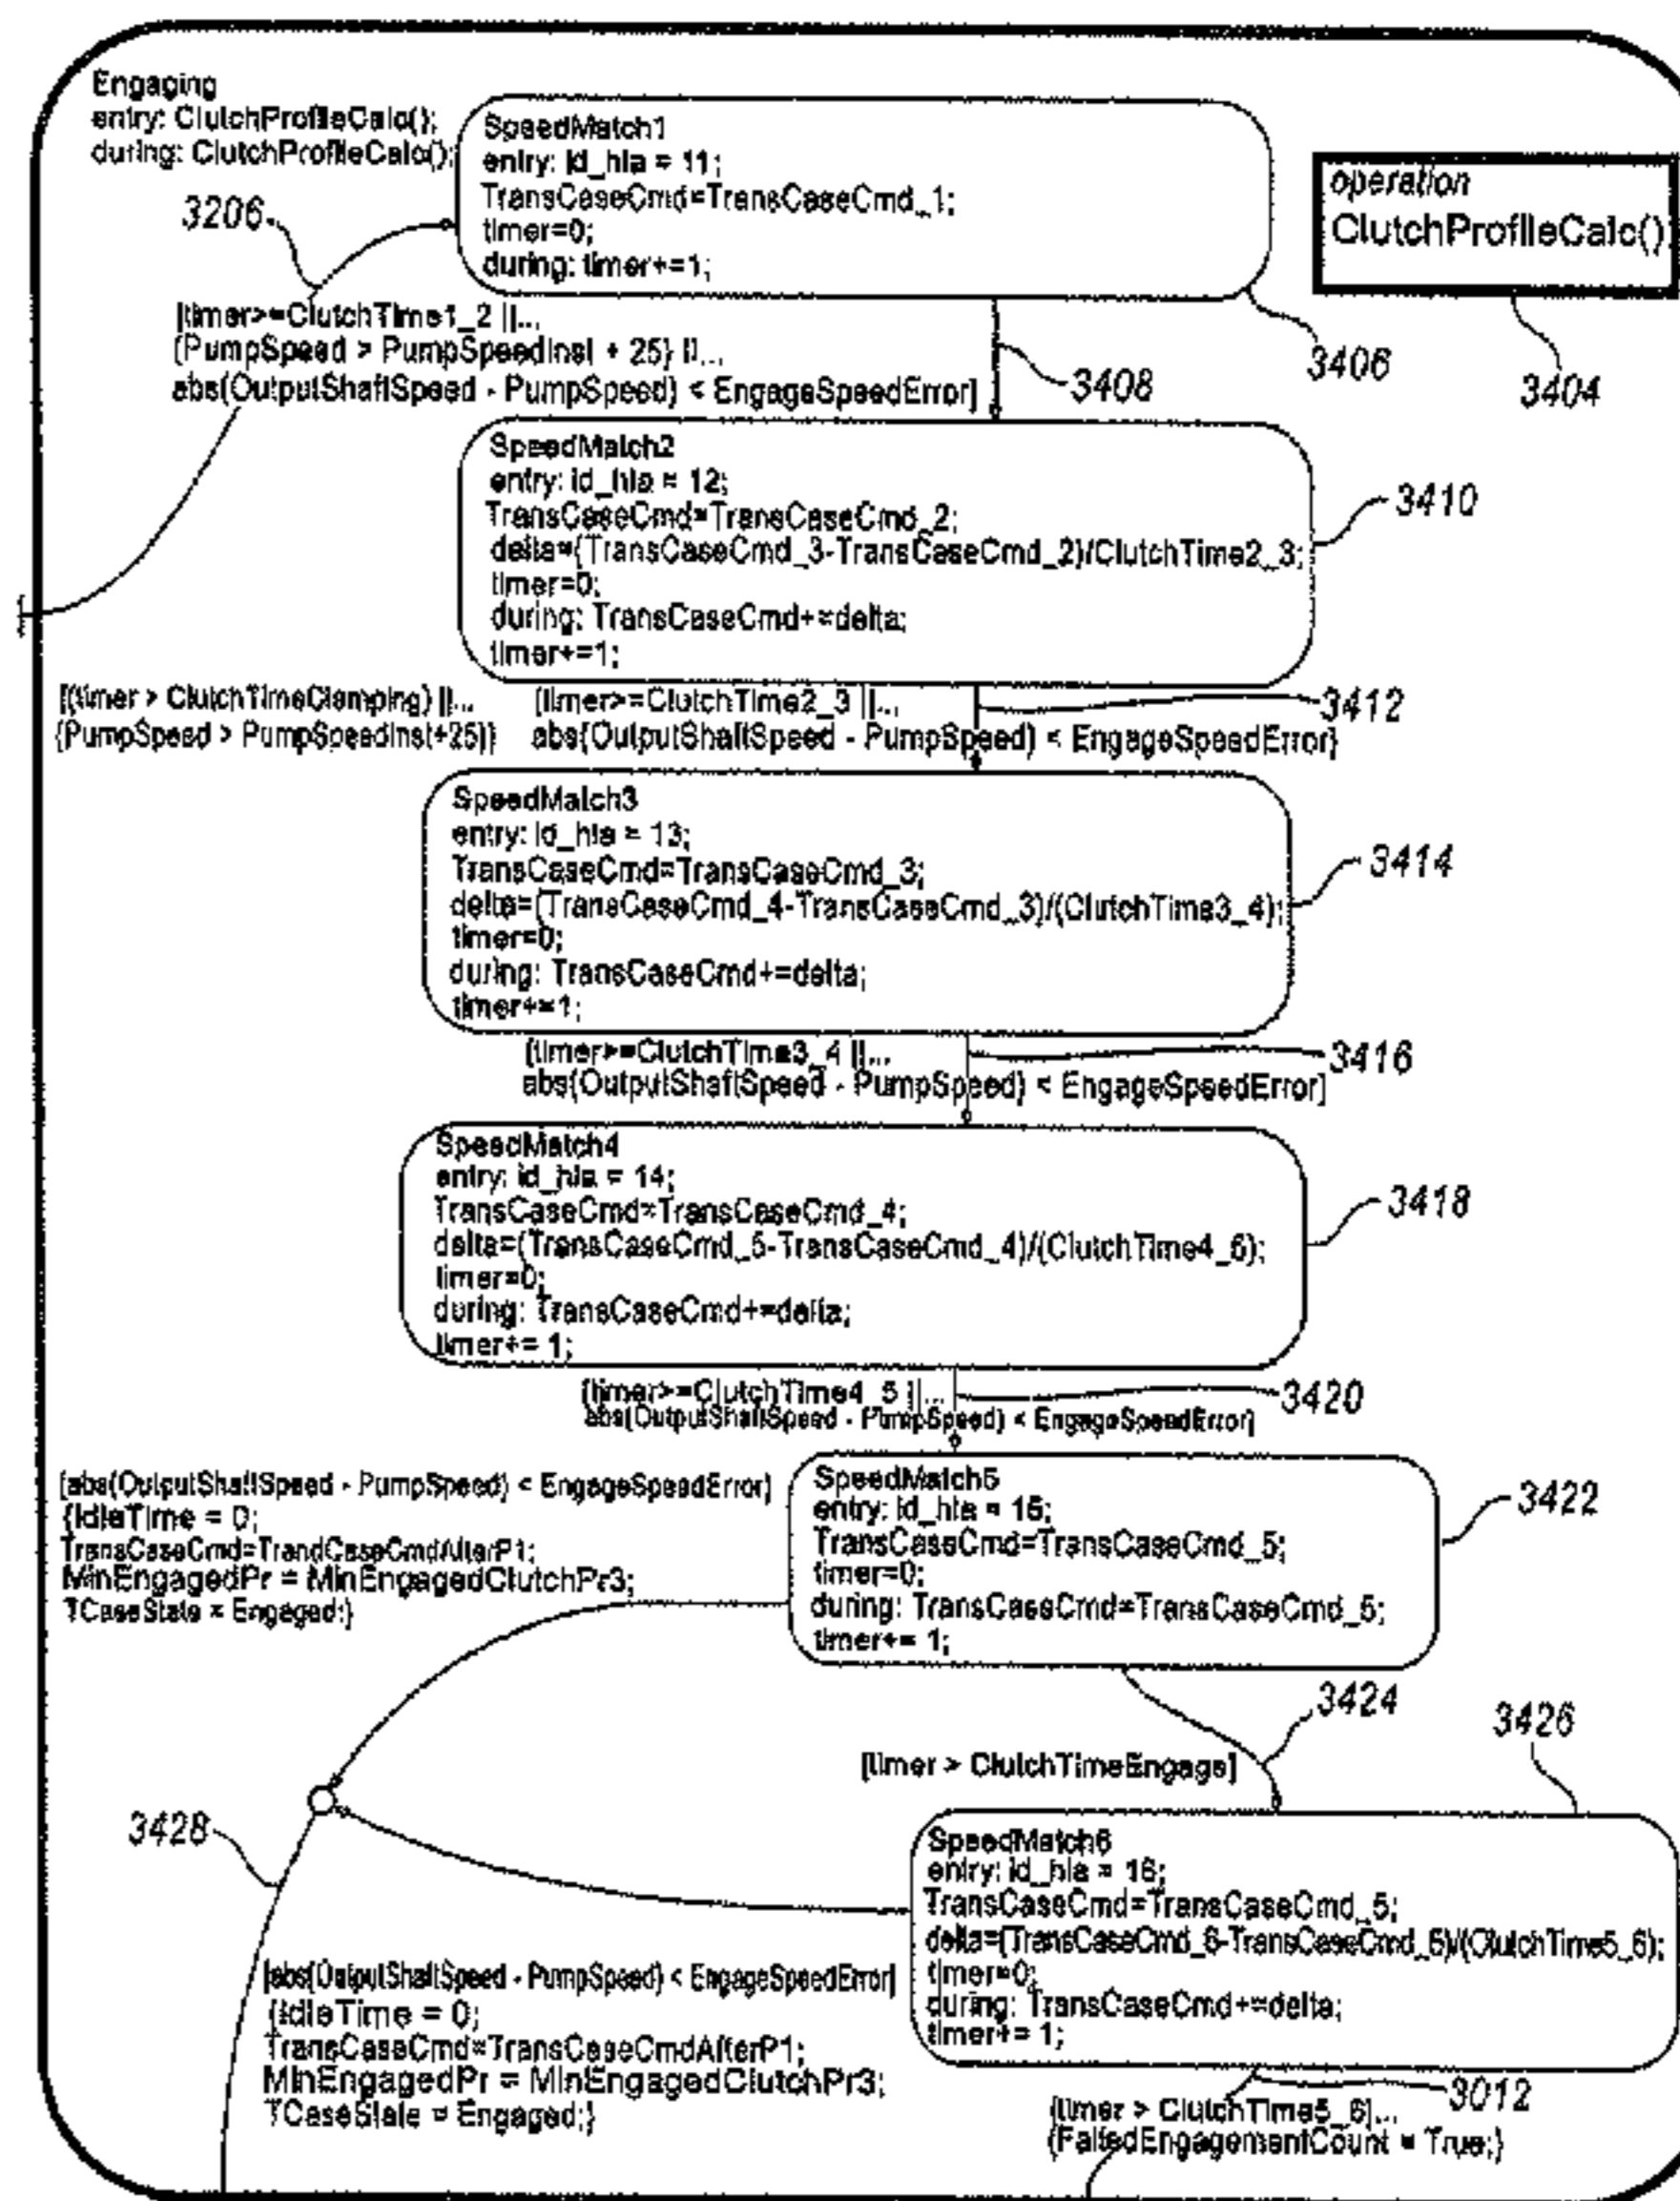 Engaging
entry: ClutchProfileCalc();
during: ClutchProfileCalc();
3206
SpeedMatch1
entry: id_hla = 11;
TransCaseCmd=TransCaseCmd_1;
timer=0;
during: timer+=1;
operation
ClutchProfileCalc()
3404
3406
[timer>=ClutchTime1_2 ||...
(PumpSpeed > PumpSpeedInst + 25) ||...
abs(OutputShaftSpeed - PumpSpeed) < EngageSpeedError]
3408
SpeedMatch2
entry: id_hla = 12;
TransCaseCmd=TransCaseCmd_2;
delta=(TransCaseCmd_3-TransCaseCmd_2)/ClutchTime2_3;
timer=0;
during: TransCaseCmd+=delta;
timer+=1;
3410
[(timer > ClutchTimeClamping) ||...
(PumpSpeed > PumpSpeedInst+25)]
[timer>=ClutchTime2_3 ||...
abs(OutputShaftSpeed - PumpSpeed) < EngageSpeedError]
3412
SpeedMatch3
entry: id_hla = 13;
TransCaseCmd=TransCaseCmd_3;
delta=(TransCaseCmd_4-TransCaseCmd_3)/(ClutchTime3_4);
timer=0;
during: TransCaseCmd+=delta;
timer+=1;
3414
[timer>=ClutchTime3_4 ||...
abs(OutputShaftSpeed - PumpSpeed) < EngageSpeedError]
3416
SpeedMatch4
entry: id_hla = 14;
TransCaseCmd=TransCaseCmd_4;
delta=(TransCaseCmd_5-TransCaseCmd_4)/(ClutchTime4_5);
timer=0;
during: TransCaseCmd+=delta;
timer+= 1;
3418
[timer>=ClutchTime4_5 ||...
abs(OutputShaftSpeed - PumpSpeed) < EngageSpeedError]
3420
[abs(OutputShaftSpeed - PumpSpeed) < EngageSpeedError]
{IdleTime = 0;
TransCaseCmd=TrandCaseCmdAfterP1;
MinEngagedPr = MinEngagedClutchPr3;
TCaseState = Engaged;}
SpeedMatch5
entry: id_hla = 15;
TransCaseCmd=TransCaseCmd_5;
timer=0;
during: TransCaseCmd=TransCaseCmd_5;
timer+= 1;
3422
3424
[timer > ClutchTimeEngage]
3426
3428
SpeedMatch6
entry: id_hla = 16;
TransCaseCmd=TransCaseCmd_5;
delta=(TransCaseCmd_6-TransCaseCmd_5)/(ClutchTime5_6);
timer=0;
during: TransCaseCmd+=delta;
timer+= 1;
[abs(OutputShaftSpeed - PumpSpeed) < EngageSpeedError]
{IdleTime = 0;
TransCaseCmd=TransCaseCmdAfterP1;
MinEngagedPr = MinEngagedClutchPr3;
TCaseState = Engaged;}
3012
[timer > ClutchTime5_6]...
{FailedEngagementCount = True;}